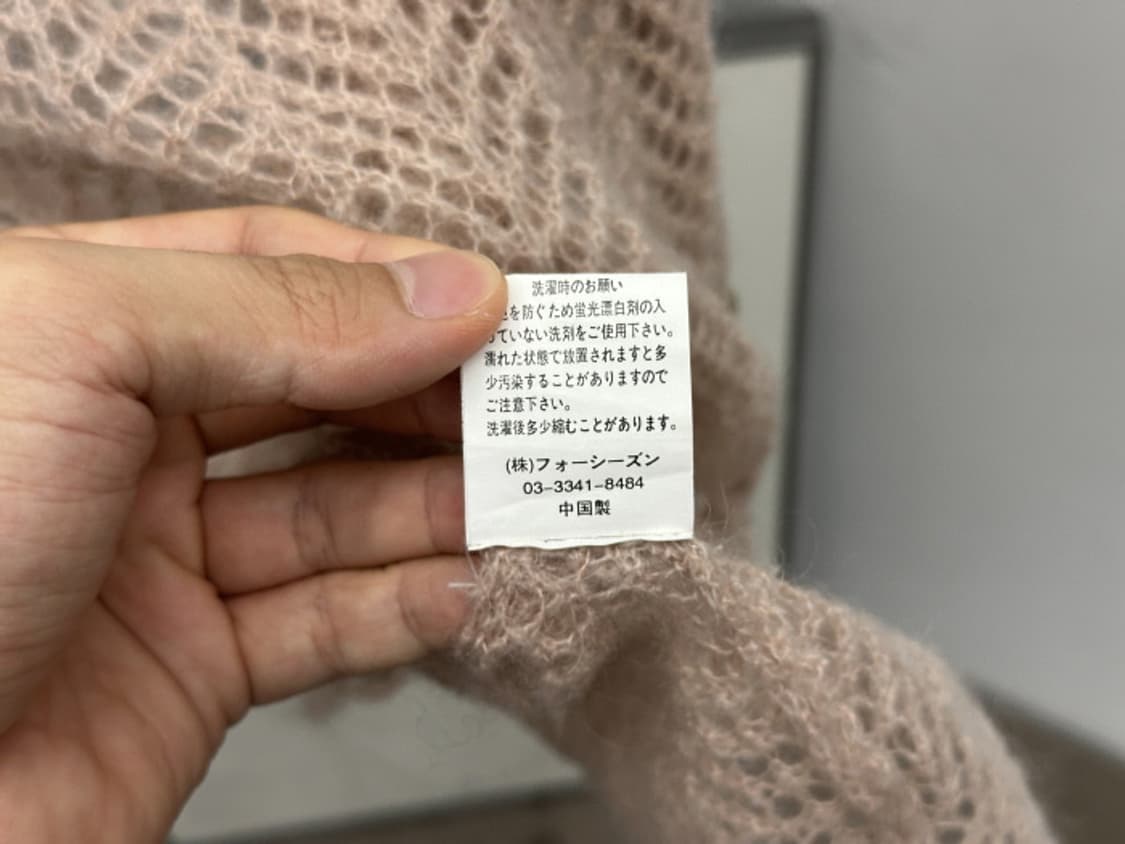 洗濯時のお願い
を防ぐため蛍光漂白剤の入
っていない洗剤をご使用下さい。
濡れた状態で放置されますと多
少汚染することがありますので
ご注意下さい。
洗濯後多少縮むことがあります。
(株)フォーシーズン
03-3341-8484
中国製